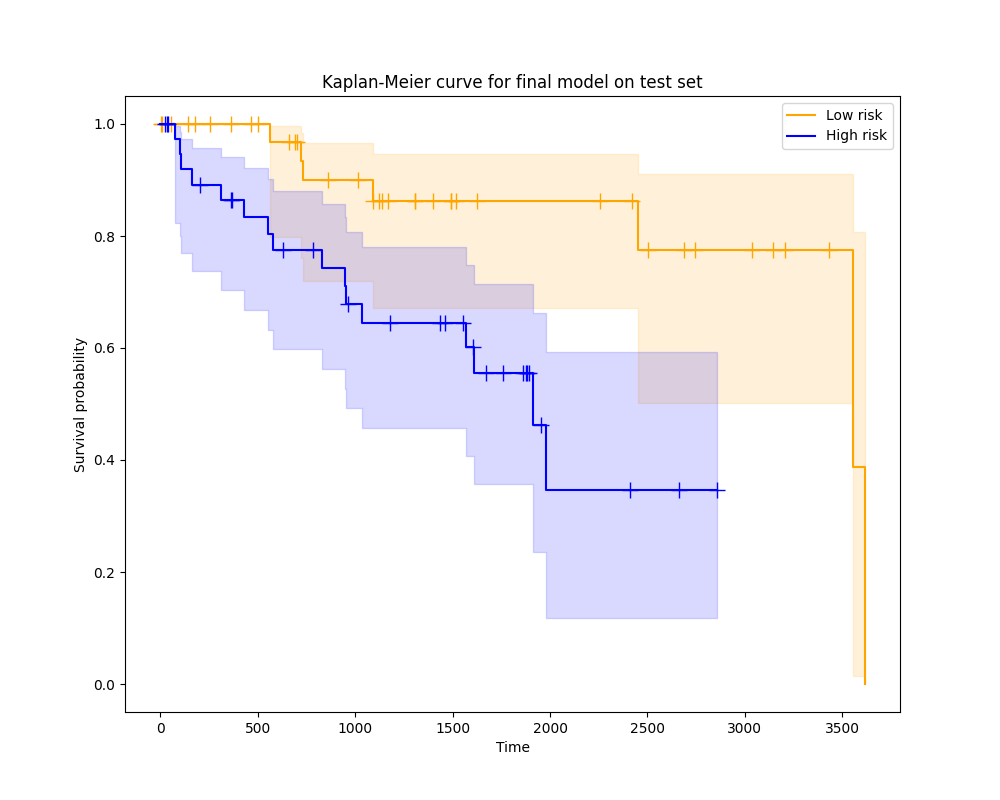 Kaplan-Meier curve for final model on test set
Low risk
High risk
1.0
0.8
0.6
0.4
0.2
0.0
Survival probability
0 500 1000 1500 2000 2500 3000 3500
Time